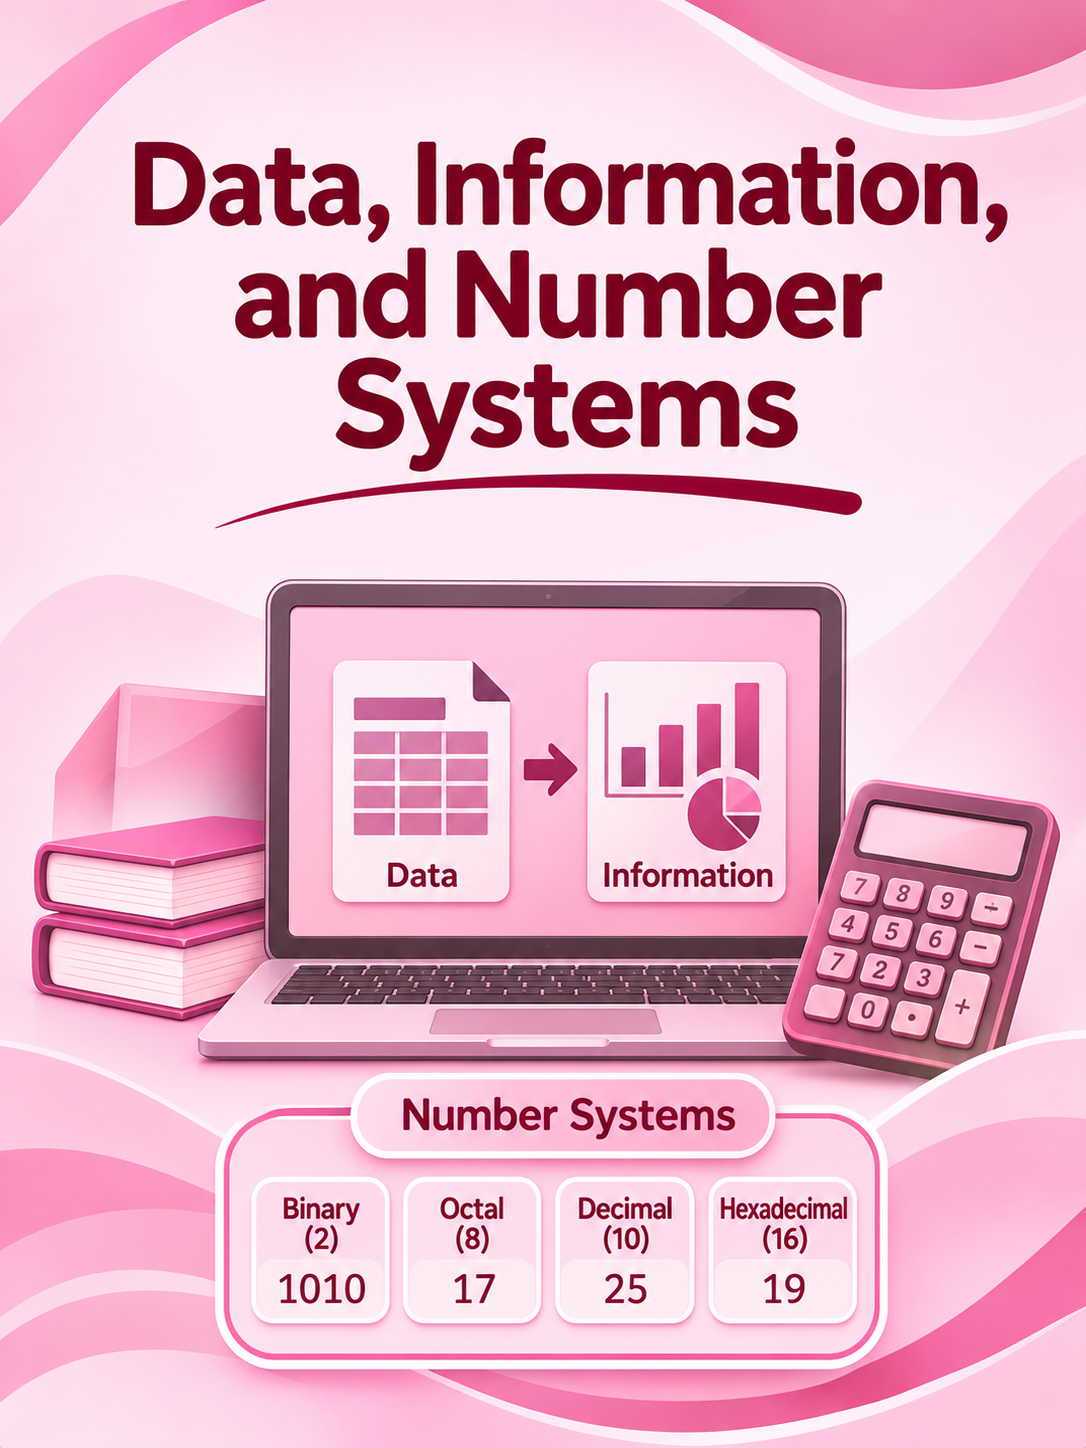 Data, Information,
and Number
Systems
Data
Information
7 8 9 ÷
4 5 6 −
7 2 3
0 • +
Number Systems
Binary
(2)
1010
Octal
(8)
17
Decimal
(10)
25
Hexadecimal
(16)
19